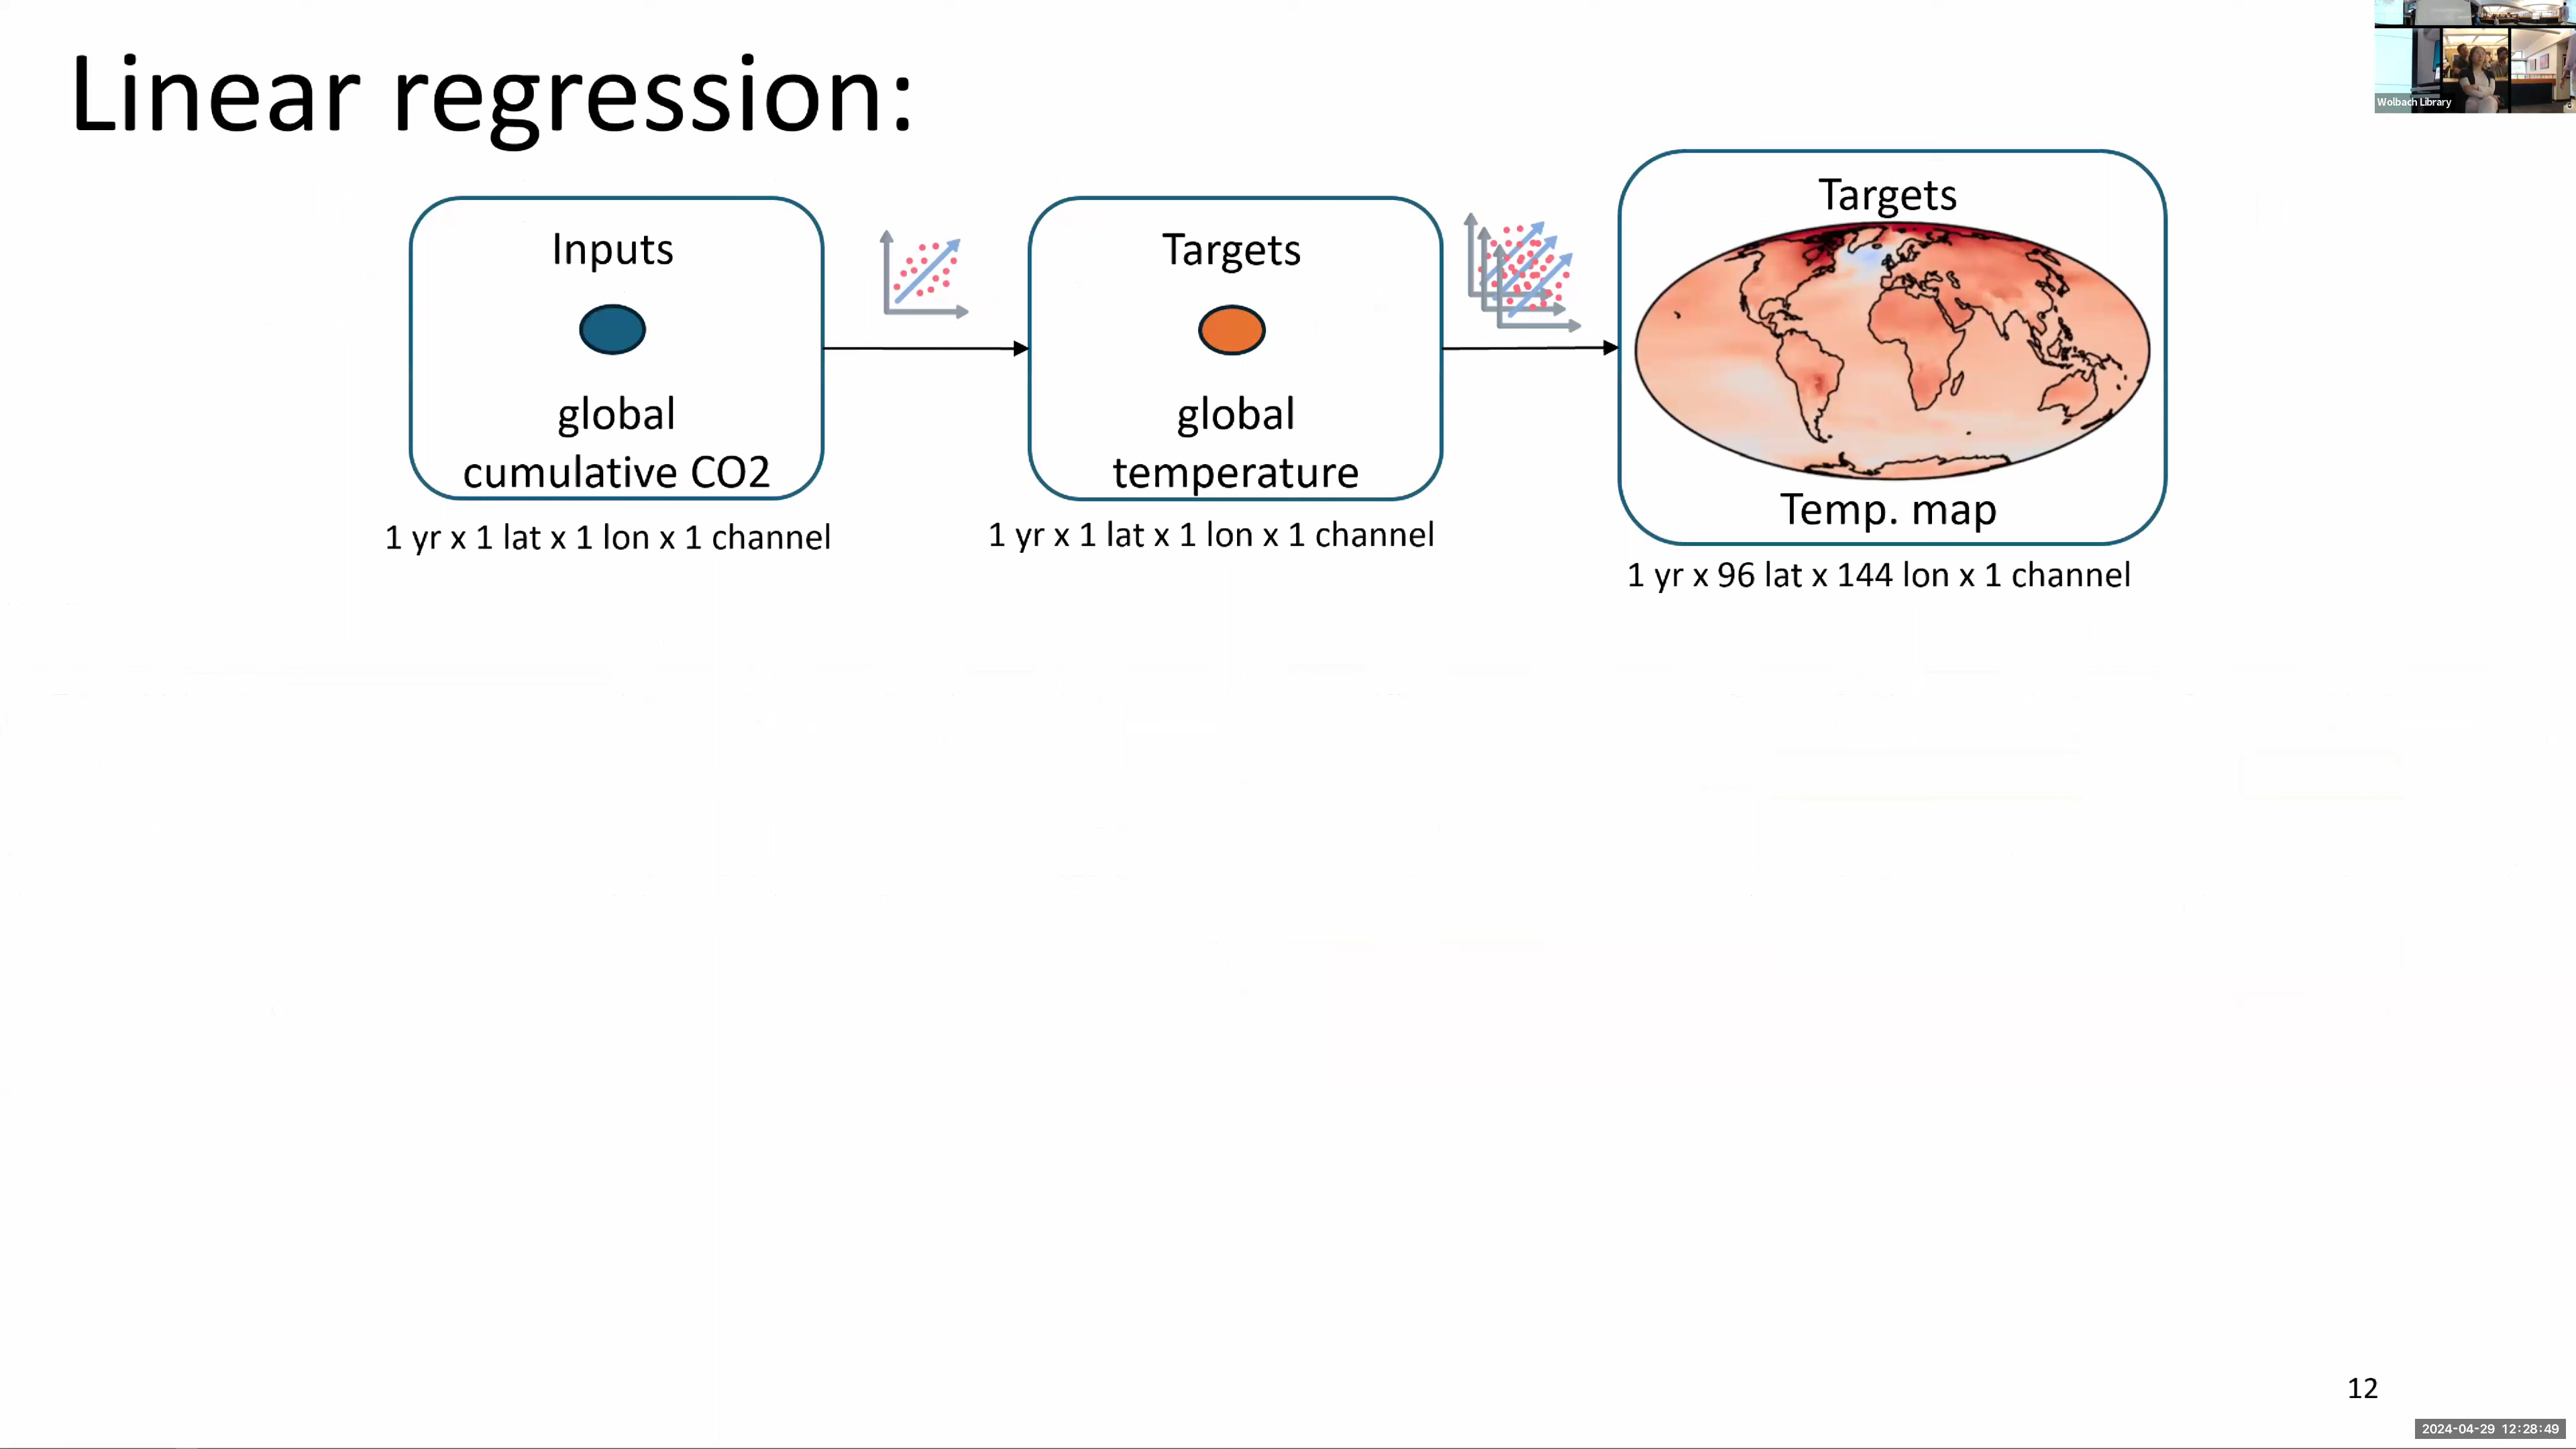 Linear regression:
Wolbach Library
Inputs
global
cumulative CO2
1 yr x 1 lat x 1 lon x 1 channel
Targets
global
temperature
1 yr x 1 lat x 1 lon x 1 channel
Targets
Temp. map
1 yr x 96 lat x 144 lon x 1 channel
12
2024-04-29 12:28:49